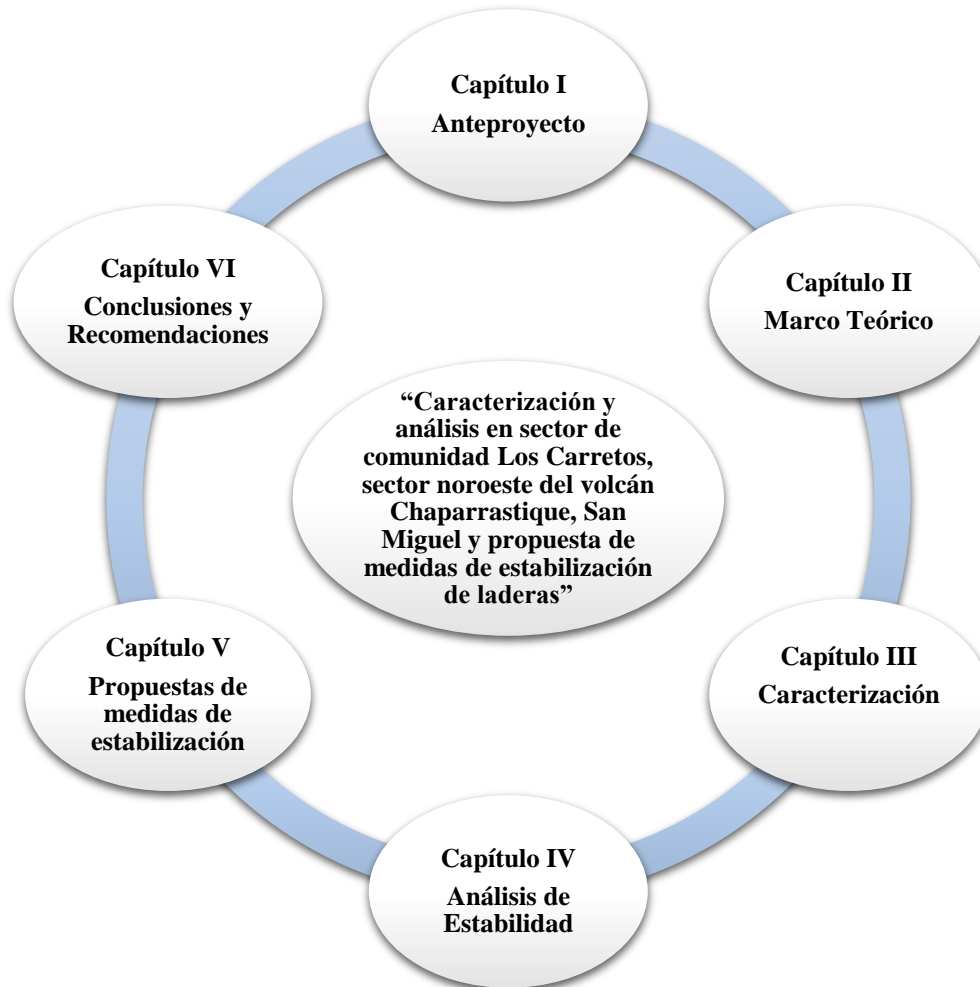 Capítulo I
Anteproyecto
Capítulo II
Marco Teórico
Capítulo III
Caracterización
Capítulo IV
Análisis de
Estabilidad
Capítulo V
Propuestas de
medidas de
estabilización
Capítulo VI
Conclusiones y
Recomendaciones
“Caracterización y
análisis en sector de
comunidad Los Carretos,
sector noroeste del volcán
Chaparrastique, San
Miguel y propuesta de
medidas de estabilización
de laderas”